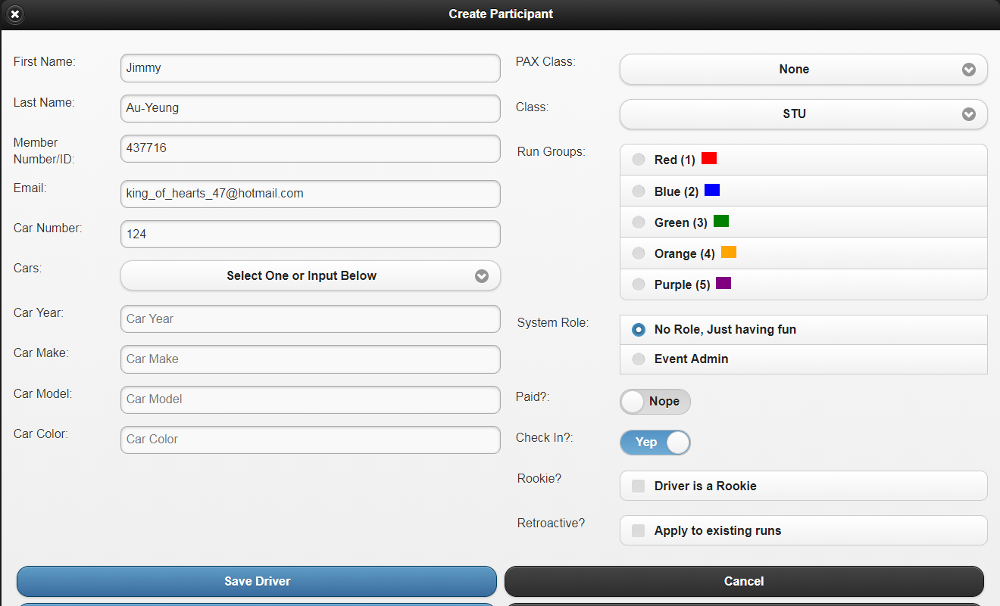 Create Participant
First Name:
Jimmy
Last Name:
Au-Yeung
Member
Number/ID:
437716
Email:
king_of_hearts_47@hotmail.com
Car Number:
124
Cars:
Select One or Input Below
Car Year:
Car Year
Car Make:
Car Make
Car Model:
Car Model
Car Color:
Car Color
PAX Class:
None
Class:
STU
Run Groups:
Red (1)
Blue (2)
Green (3)
Orange (4)
Purple (5)
System Role:
No Role, Just having fun
Event Admin
Paid?:
Nope
Check In?:
Yep
Rookie?
Driver is a Rookie
Retroactive?
Apply to existing runs
Save Driver
Cancel